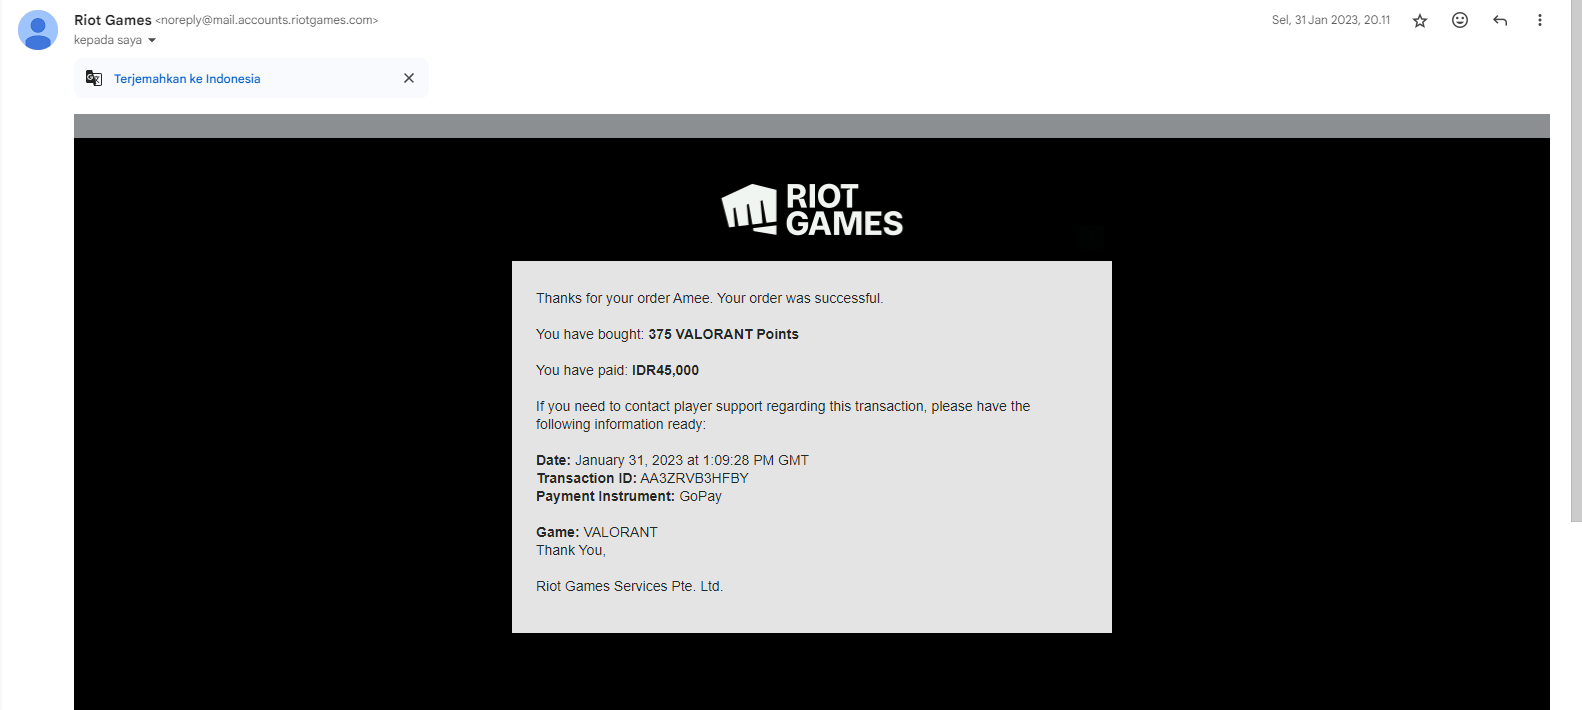 Riot Games <noreply@mail.accounts.riotgames.com>
Sel, 31 Jan 2023, 20.11
kepada saya
Terjemahkan ke Indonesia
RIOT
GAMES
Thanks for your order Amee. Your order was successful.
You have bought: 375 VALORANT Points
You have paid: IDR45,000
If you need to contact player support regarding this transaction, please have the
following information ready:
Date: January 31, 2023 at 1:09:28 PM GMT
Transaction ID: AA3ZRVB3HFBY
Payment Instrument: GoPay
Game: VALORANT
Thank You,
Riot Games Services Pte. Ltd.